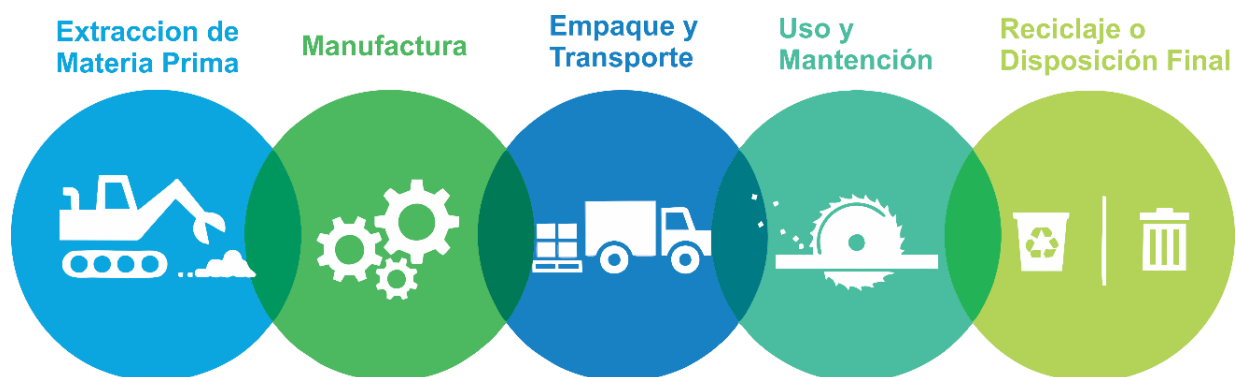 Extraccion de
Materia Prima
Manufactura
Empaque y
Transporte
Uso y
Mantención
Reciclaje o
Disposición Final